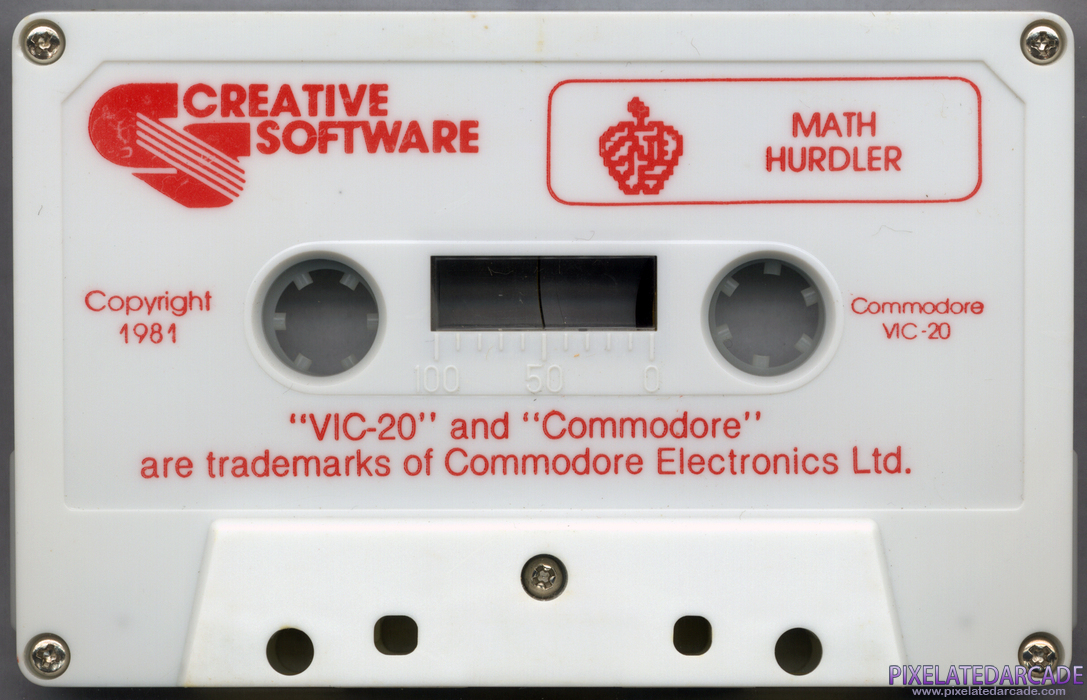 CREATIVE
SOFTWARE
MATH
HURDLER
Copyright
1981
Commodore
VIC-20
100 50 0
“VIC-20” and “Commodore”
are trademarks of Commodore Electronics Ltd.
PIXELATEDARCADE
www.pixelatedarcade.com